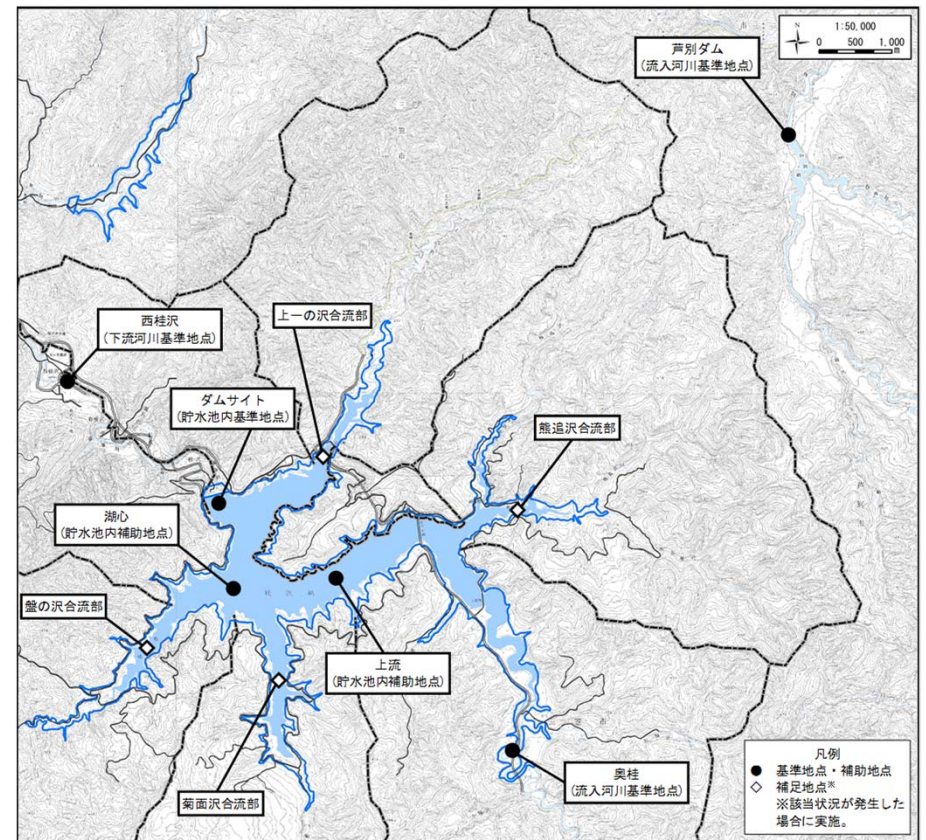 N
1:50,000
0 500 1,000
m
芦別ダム
(流入河川基準地点)
西桂沢
(下流河川基準地点)
上一の沢合流部
ダムサイト
(貯水池内基準地点)
熊追沢合流部
湖心
(貯水池内補助地点)
盤の沢合流部
上流
(貯水池内補助地点)
菊面沢合流部
奥桂
(流入河川基準地点)
凡例
基準地点・補助地点
補足地点※
※該当状況が発生した
場合に実施。